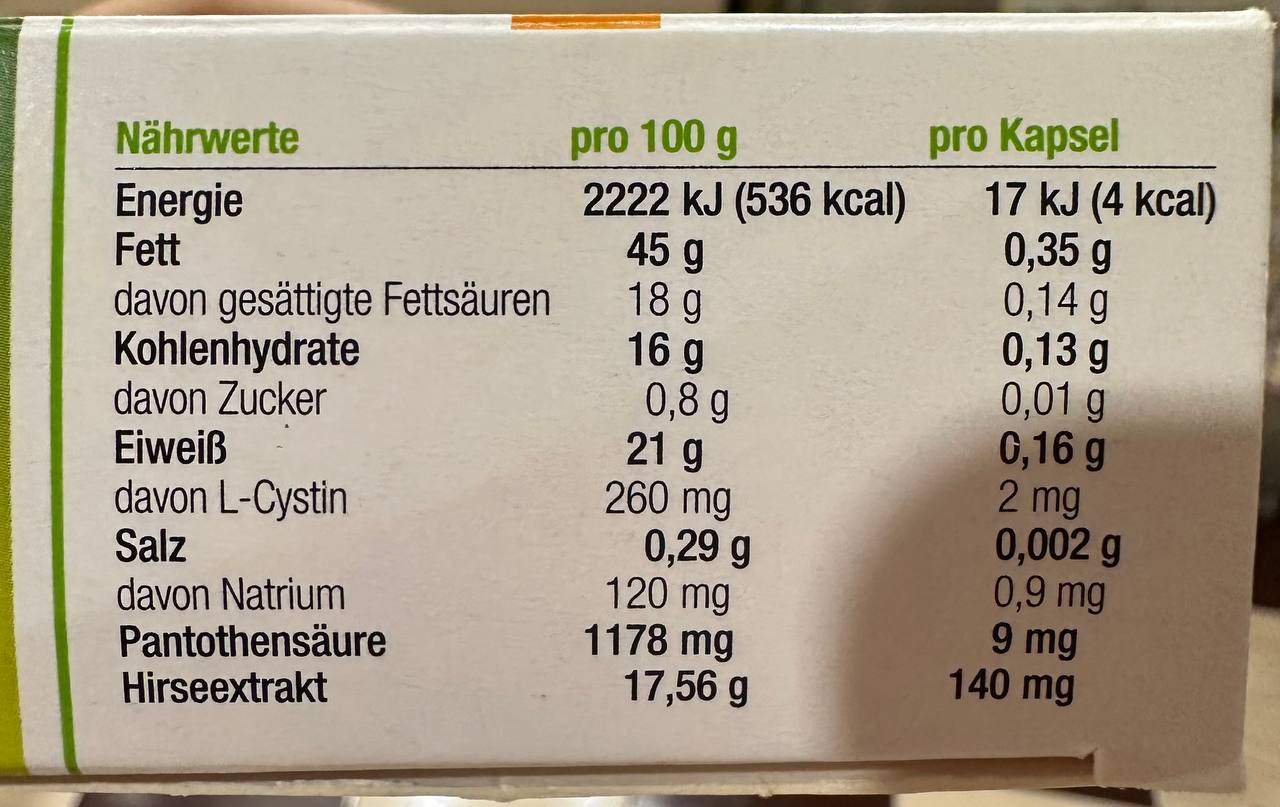 Nährwerte pro 100 g pro Kapsel
Energie 2222 kJ (536 kcal) 17 kJ (4 kcal)
Fett 45 g 0,35 g
davon gesättigte Fettsäuren 18 g 0,14 g
Kohlenhydrate 16 g 0,13 g
davon Zucker 0,8 g 0,01 g
Eiweiß 21 g 0,16 g
davon L-Cystin 260 mg 2 mg
Salz 0,29 g 0,002 g
davon Natrium 120 mg 0,9 mg
Pantothensäure 1178 mg 9 mg
Hirseextrakt 17,56 g 140 mg